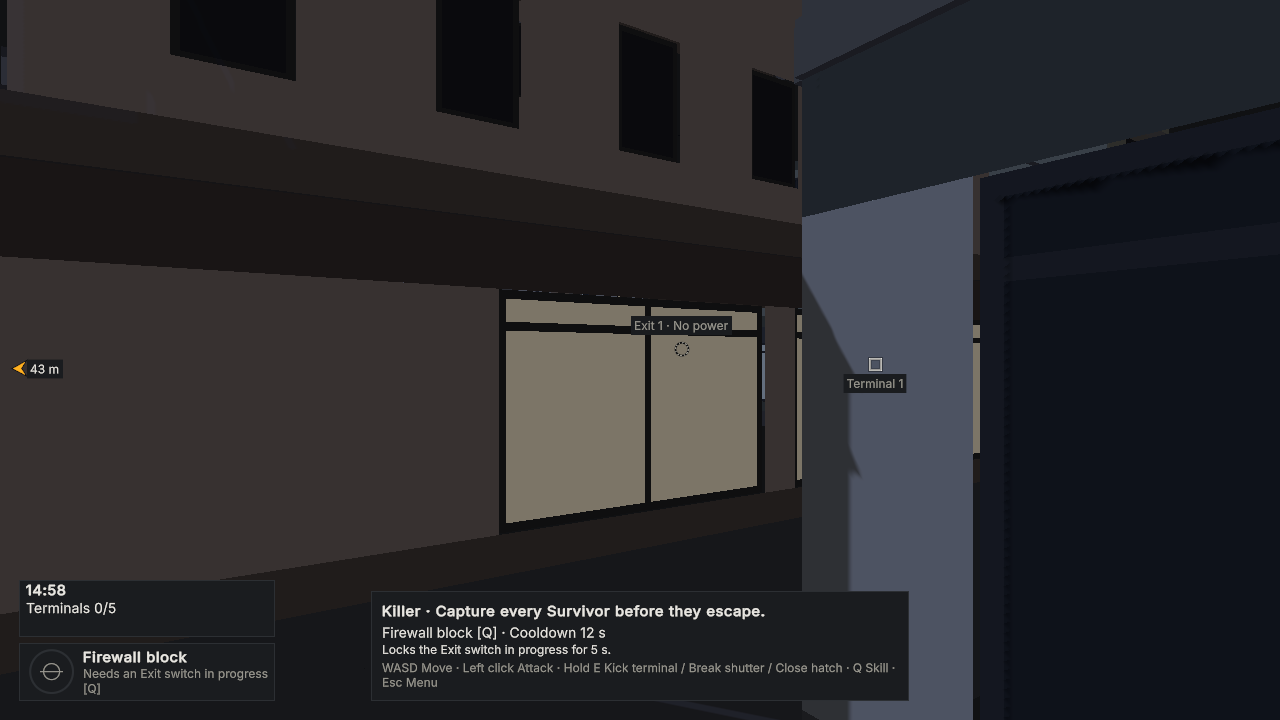 Exit 1 · No power
43 m
Terminal 1
14:58
Terminals 0/5
Firewall block
Needs an Exit switch in progress
[Q]
Killer · Capture every Survivor before they escape.
Firewall block [Q] · Cooldown 12 s
Locks the Exit switch in progress for 5 s.
WASD Move · Left click Attack · Hold E Kick terminal / Break shutter / Close hatch · Q Skill ·
Esc Menu